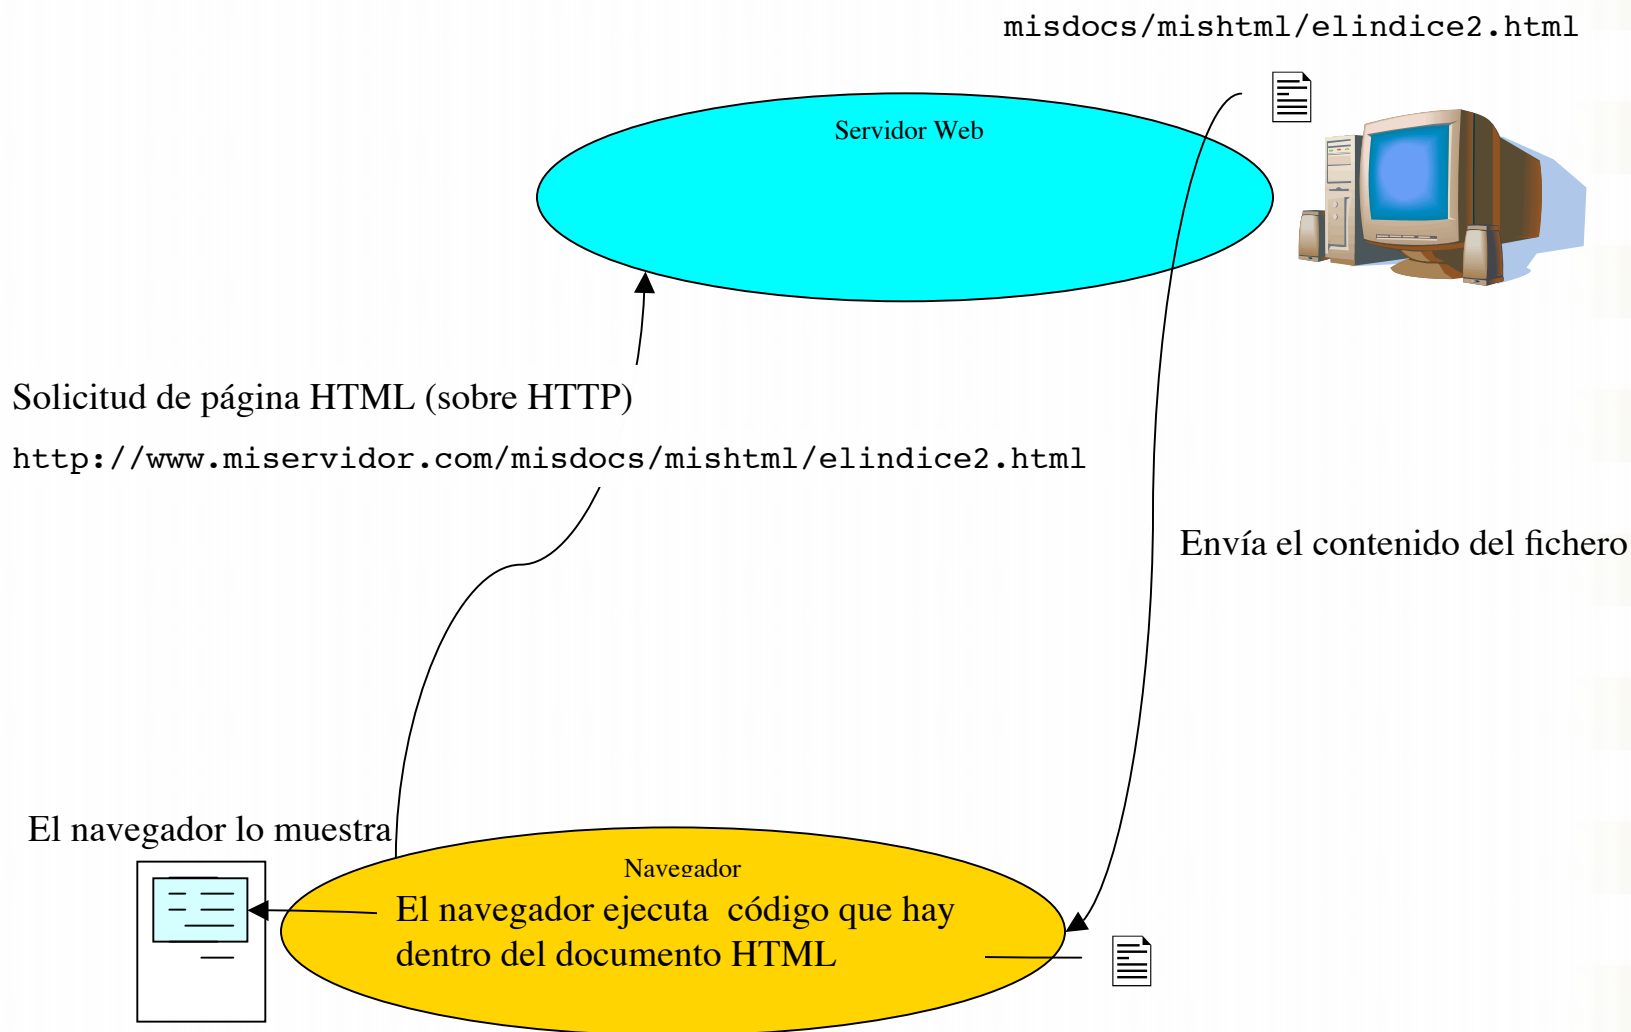 misdocs/mishtml/elindice2.html
Servidor Web
Solicitud de página HTML (sobre HTTP)
http://www.miservidor.com/misdocs/mishtml/elindice2.html
Envía el contenido del fichero
El navegador lo muestra
Navegador
El navegador ejecuta  código que hay
dentro del documento HTML